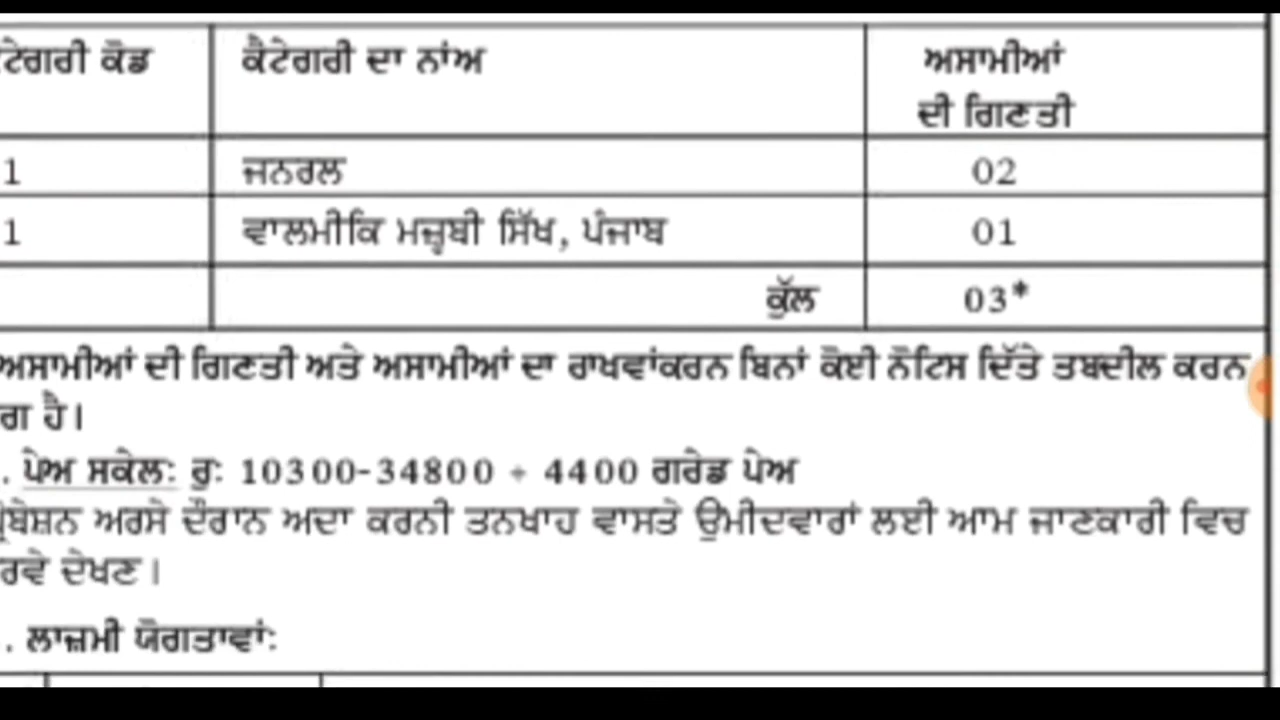 ਟੇਗਰੀ ਕੋਡ ਕੈਟੇਗਰੀ ਦਾ ਨਾਂਅ ਅਸਾਮੀਆਂ
ਦੀ ਗਿਣਤੀ
1 ਜਨਰਲ 02
1 ਵਾਲਮੀਕਿ ਮਜ਼੍ਹਬੀ ਸਿੱਖ, ਪੰਜਾਬ 01
ਕੁੱਲ 03*
ਅਸਾਮੀਆਂ ਦੀ ਗਿਣਤੀ ਅਤੇ ਅਸਾਮੀਆਂ ਦਾ ਰਾਖਵਾਂਕਰਨ ਬਿਨਾਂ ਕੋਈ ਨੋਟਿਸ ਦਿੱਤੇ ਤਬਦੀਲ ਕਰਨ
ਗ ਹੈ।
. ਪੇਅ ਸਕੇਲ: ਰੁ: 10300-34800 + 4400 ਗਰੇਡ ਪੇਅ
ਅਰਸੇ ਦੌਰਾਨ ਅਦਾ ਕਰਨੀ ਤਨਖਾਹ ਵਾਸਤੇ ਉਮੀਦਵਾਰਾਂ ਲਈ ਆਮ ਜਾਣਕਾਰੀ ਵਿਚ
ਰਵੇ ਦੇਖਣ।
. ਲਾਜ਼ਮੀ ਯੋਗਤਾਵਾਂ: